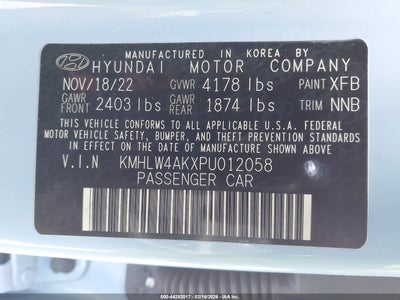 MANUFACTURED IN KOREA BY
HYUNDAI MOTOR COMPANY
NOV/18/22 GVWR 4178 lbs PAINT XFB
GAWR FRONT 2403 lbs GAWR REAR 1874 lbs TRIM NNB
THIS VEHICLE CONFORMS TO ALL APPLICABLE U.S.A. FEDERAL
MOTOR VEHICLE SAFETY, BUMPER, AND THEFT PREVENTION STANDARDS
IN EFFECT ON THE DATE OF MANUFACTURE SHOWN ABOVE.
V.I.N KMHLW4AKXPU012058
PASSENGER CAR